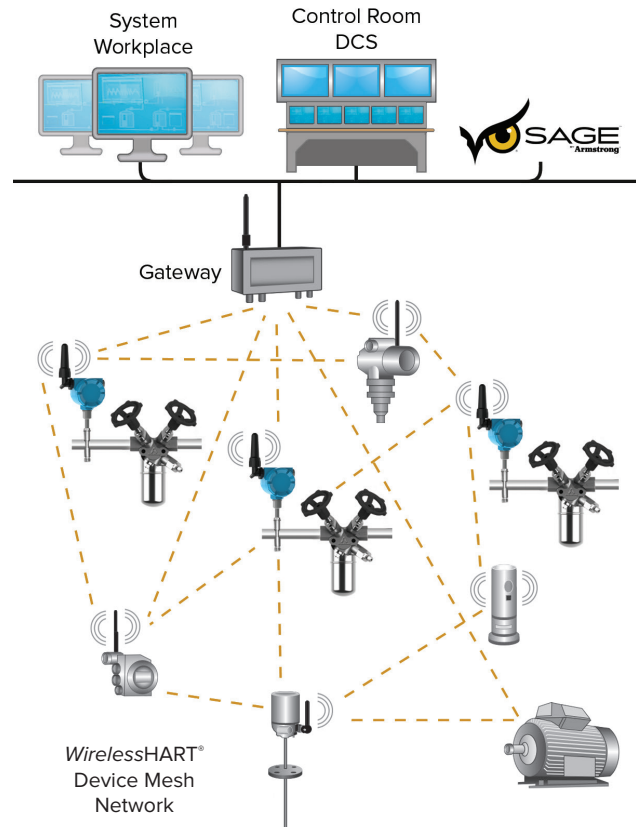 System
Workplace
Control Room
DCS
SAGE
BY Armstrong
Gateway
WirelessHART®
Device Mesh
Network